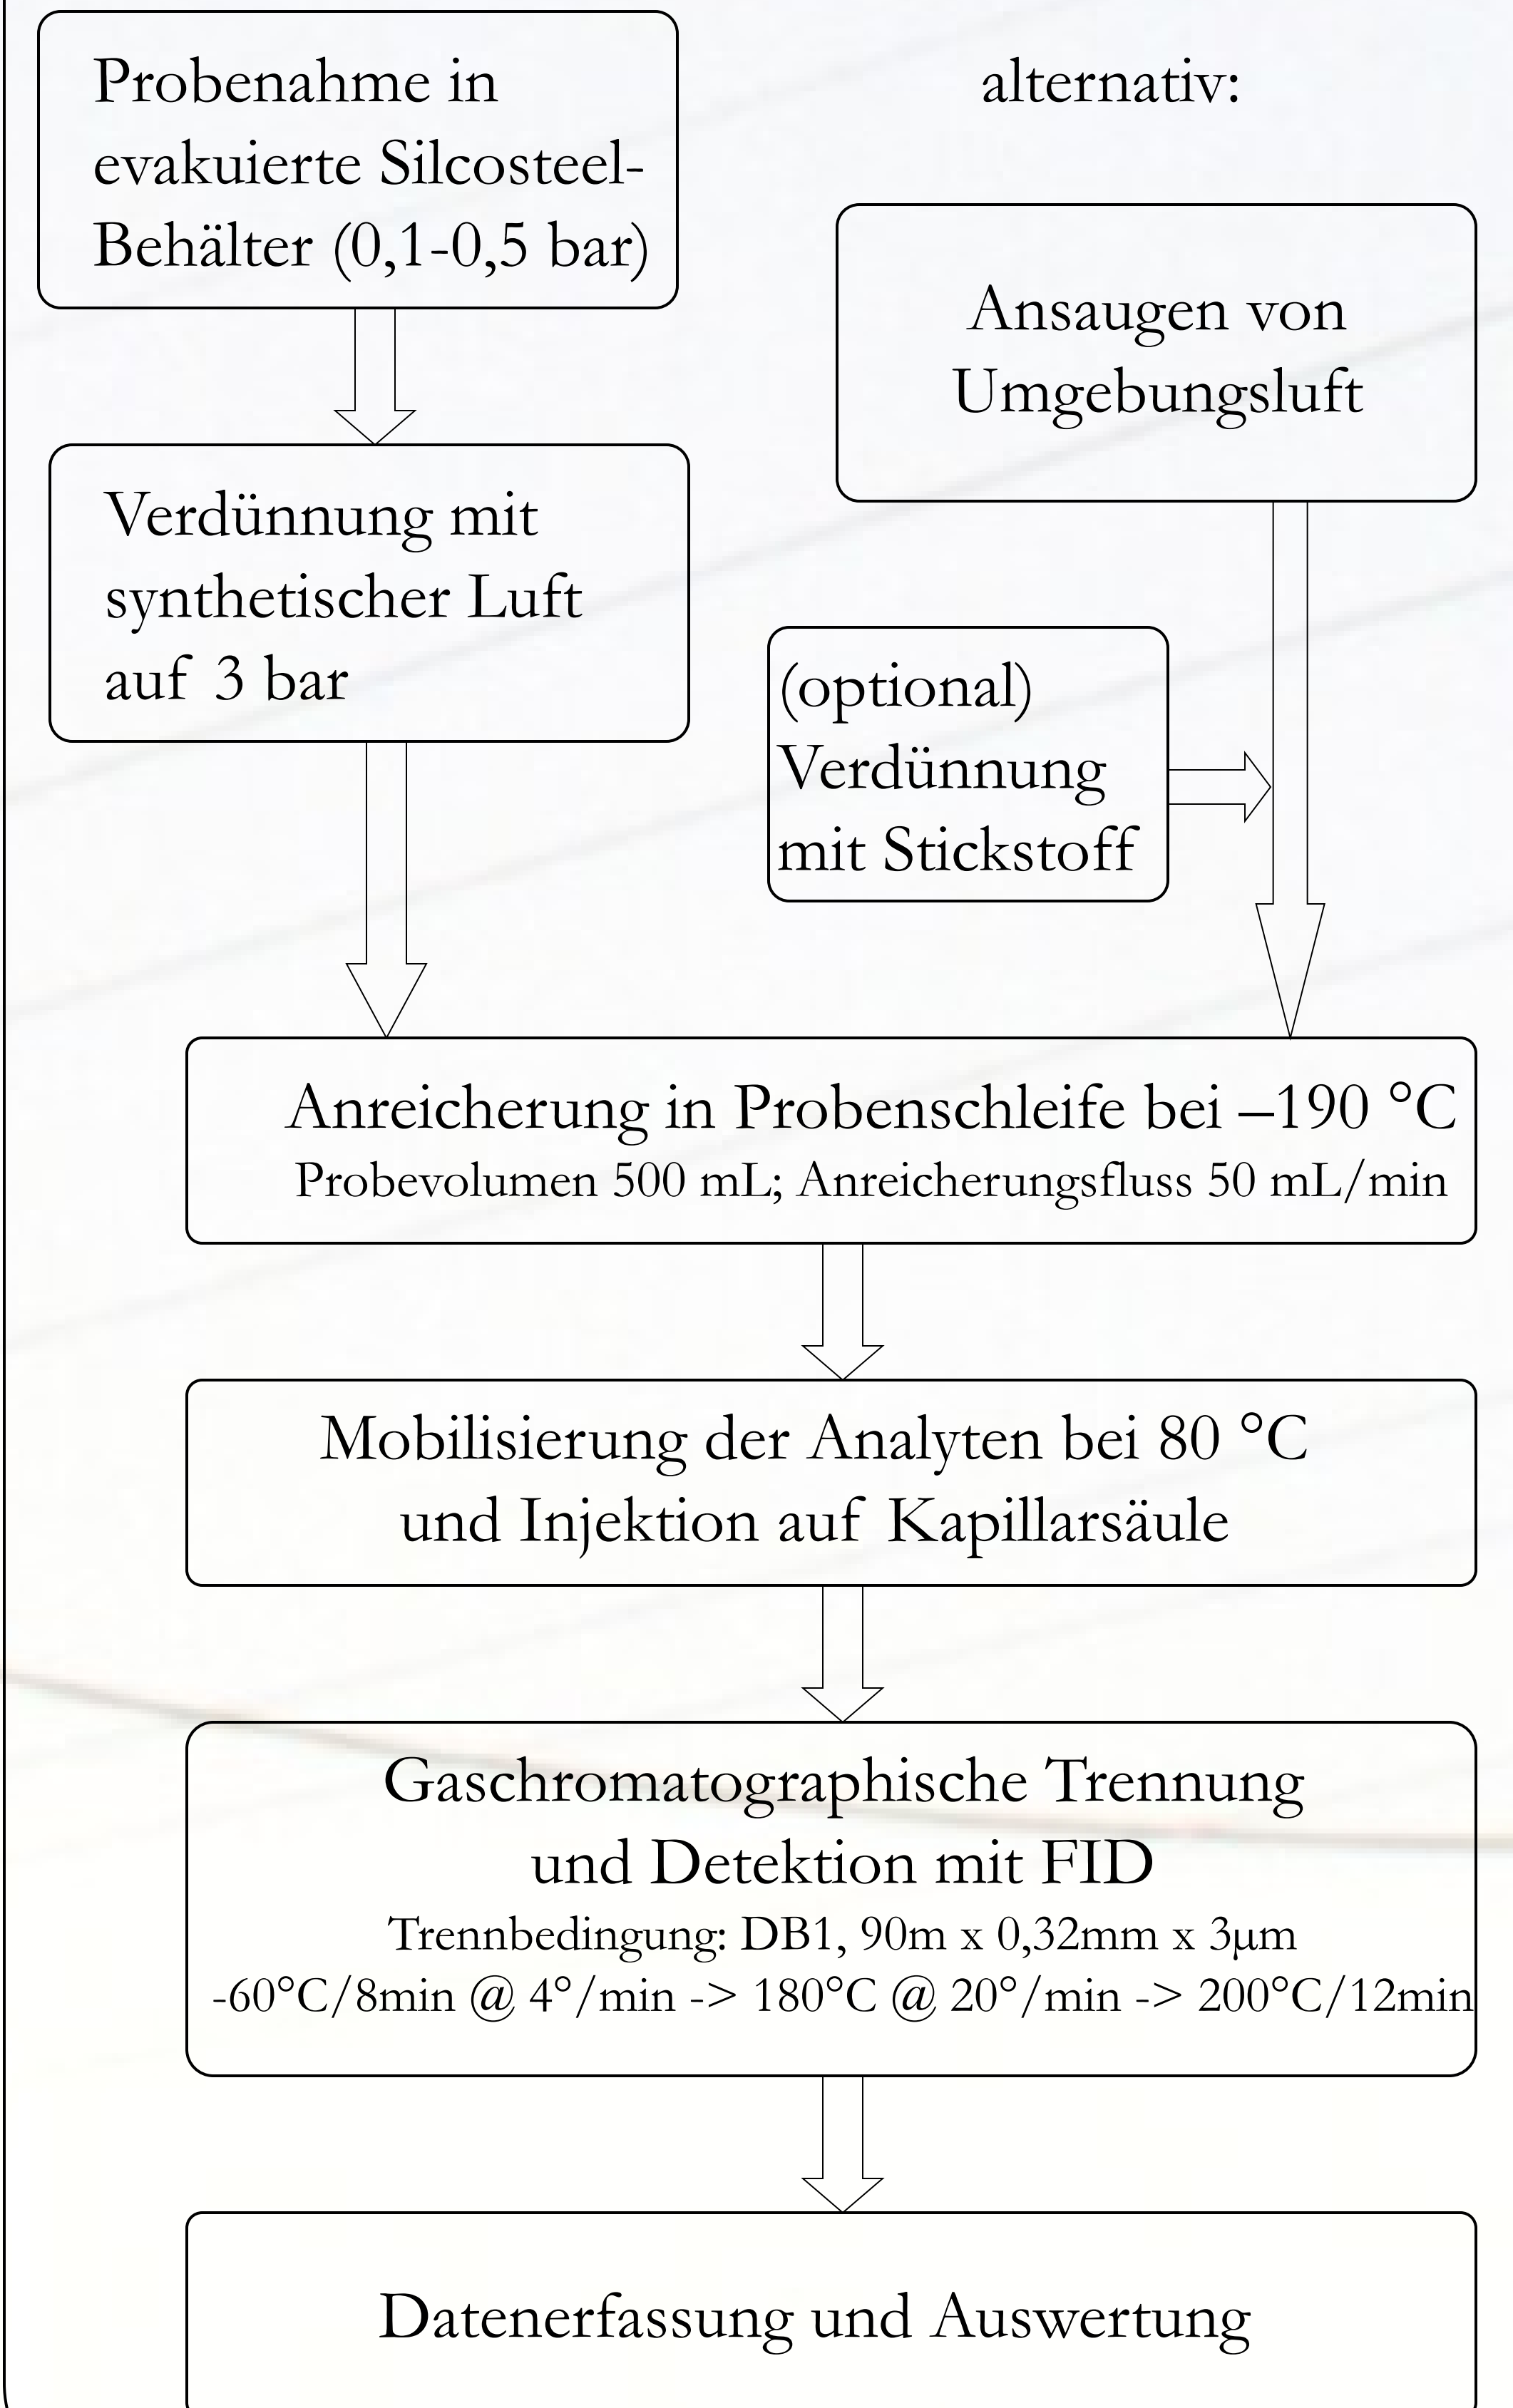 Probenahme in
evakuierte Silcosteel-
Behälter (0,1-0,5 bar)
alternativ:
Ansaugen von
Umgebungsluft
Verdünnung mit
synthetischer Luft
auf 3 bar
(optional)
Verdünnung
mit Stickstoff
Anreicherung in Probenschleife bei –190 °C
Probevolumen 500 mL; Anreicherungsfluss 50 mL/min
Mobilisierung der Analyten bei 80 °C
und Injektion auf Kapillarsäule
Gaschromatographische Trennung
und Detektion mit FID
Trennbedingung: DB1, 90m x 0,32mm x 3µm
-60°C/8min @ 4°/min -> 180°C @ 20°/min -> 200°C/12min
Datenerfassung und Auswertung